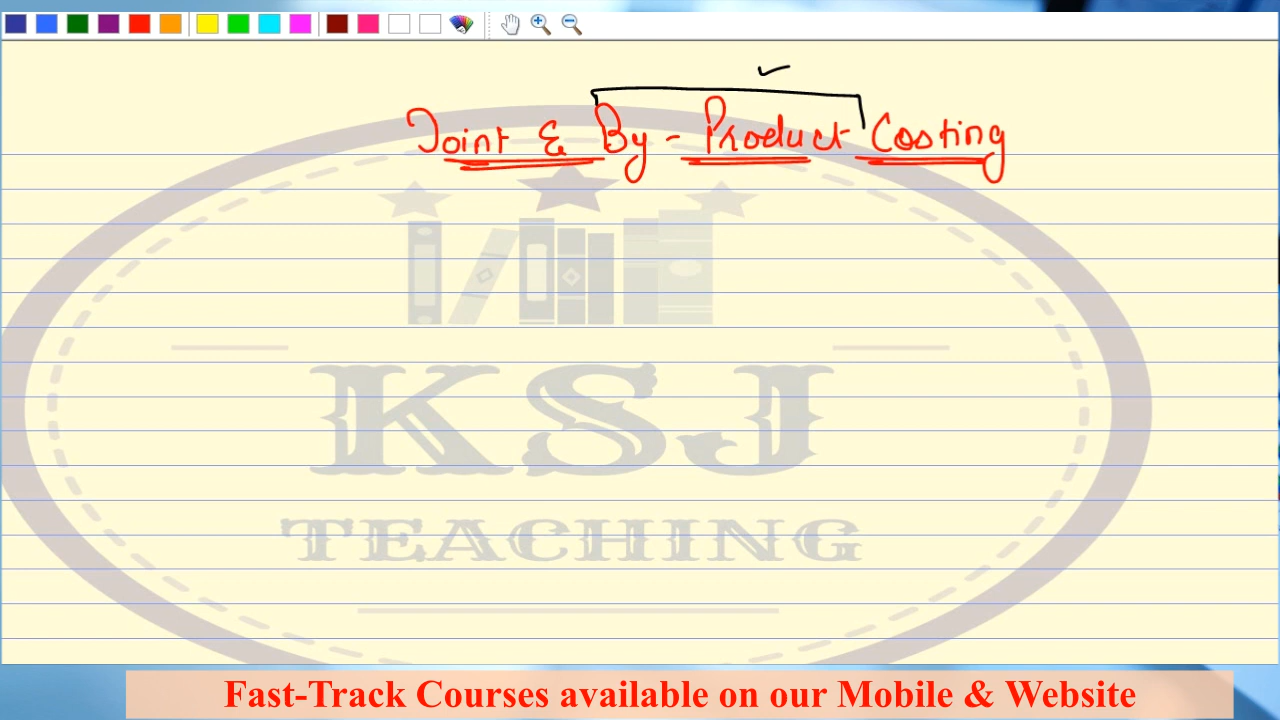 Joint & By - Product Costing
KSJ
TEACHING
Fast-Track Courses available on our Mobile & Website